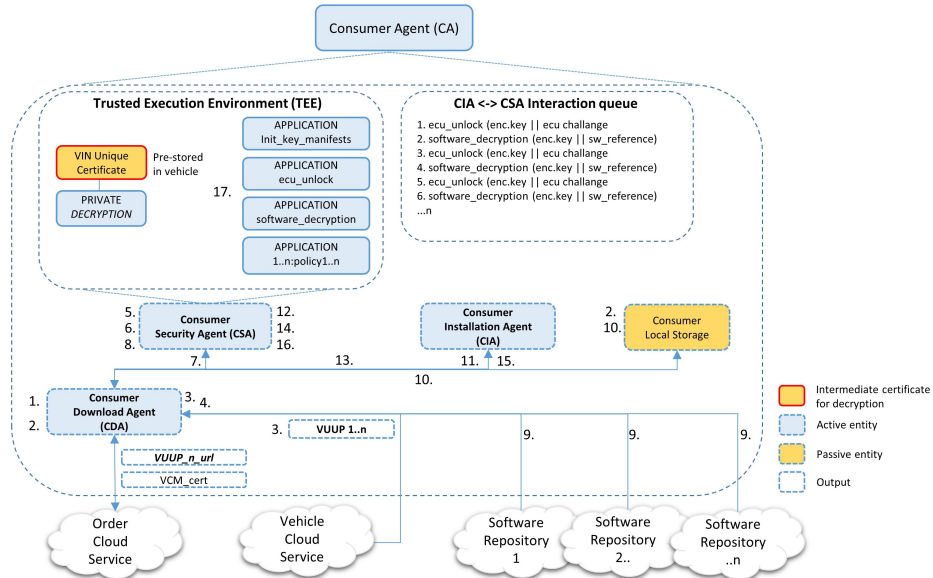 Consumer Agent (CA)
Trusted Execution Environment (TEE)
VIN Unique
Certificate
Pre-stored
in vehicle
PRIVATE
DECRYPTION
17.
APPLICATION
Init_key_manifests
APPLICATION
ecu_unlock
APPLICATION
software_decryption
APPLICATION
1..n:policy1..n
CIA <-> CSA Interaction queue
1. ecu_unlock (enc.key || ecu challange
2. software_decryption (enc.key || sw_reference)
3. ecu_unlock (enc.key || ecu challange
4. software_decryption (enc.key || sw_reference)
5. ecu_unlock (enc.key || ecu challange
6. software_decryption (enc.key || sw_reference)
...n
5.
6.
8.
Consumer
Security Agent (CSA)
12.
14.
16.
Consumer
Installation Agent
(CIA)
2.
10.
Consumer
Local Storage
7.
13.
11.
15.
10.
1.
2.
Consumer
Download Agent
(CDA)
3.
4.
3.
VUUP 1..n
9.
9.
9.
VUUP_n_url
VCM_cert
Intermediate certificate
for decryption
Active entity
Passive entity
Output
Order
Cloud
Service
Vehicle
Cloud
Service
Software
Repository
1
Software
Repository
2..
Software
Repository
..n